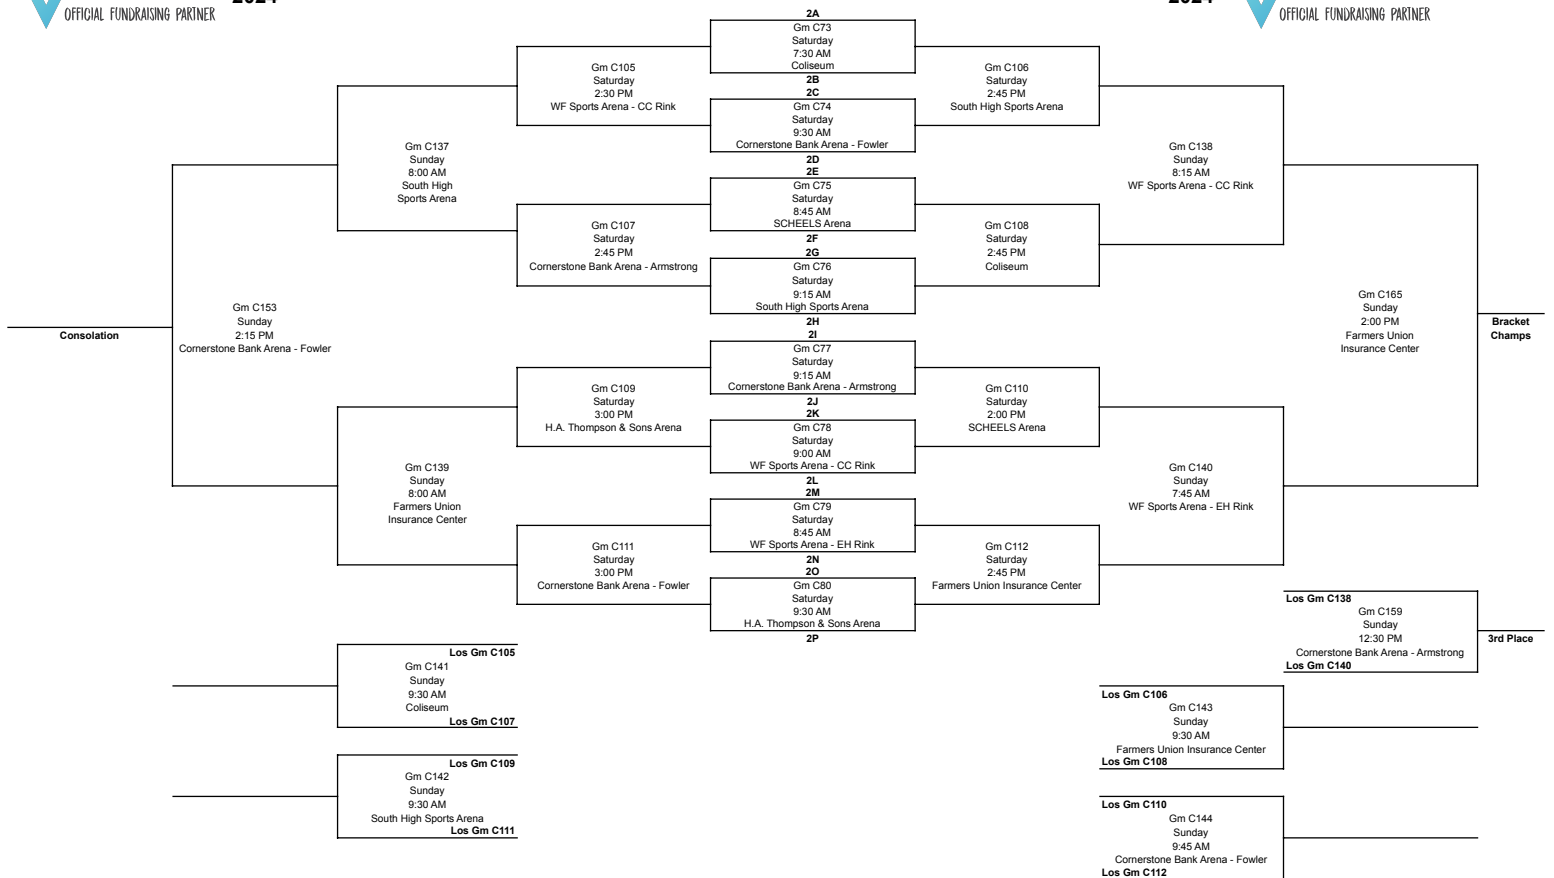 2024
OFFICIAL FUNDRAISING PARTNER
2024
OFFICIAL FUNDRAISING PARTNER
2A
Gm C73
Saturday
7:30 AM
Coliseum
2B
2C
Gm C74
Saturday
9:30 AM
Cornerstone Bank Arena - Fowler
2D
2E
Gm C75
Saturday
8:45 AM
SCHEELS Arena
2F
2G
Gm C76
Saturday
9:15 AM
South High Sports Arena
2H
2I
Gm C77
Saturday
9:15 AM
Cornerstone Bank Arena - Armstrong
2J
2K
Gm C78
Saturday
9:00 AM
WF Sports Arena - CC Rink
2L
2M
Gm C79
Saturday
8:45 AM
WF Sports Arena - EH Rink
2N
2O
Gm C80
Saturday
9:30 AM
H.A. Thompson & Sons Arena
2P
Gm C105
Saturday
2:30 PM
WF Sports Arena - CC Rink
Gm C107
Saturday
2:45 PM
Cornerstone Bank Arena - Armstrong
Gm C109
Saturday
3:00 PM
H.A. Thompson & Sons Arena
Gm C111
Saturday
3:00 PM
Cornerstone Bank Arena - Fowler
Gm C137
Sunday
8:00 AM
South High
Sports Arena
Gm C139
Sunday
8:00 AM
Farmers Union
Insurance Center
Gm C153
Sunday
2:15 PM
Cornerstone Bank Arena - Fowler
Consolation
Los Gm C105
Gm C141
Sunday
9:30 AM
Coliseum
Los Gm C107
Los Gm C109
Gm C142
Sunday
9:30 AM
South High Sports Arena
Los Gm C111
Gm C106
Saturday
2:45 PM
South High Sports Arena
Gm C108
Saturday
2:45 PM
Coliseum
Gm C110
Saturday
2:00 PM
SCHEELS Arena
Gm C112
Saturday
2:45 PM
Farmers Union Insurance Center
Gm C138
Sunday
8:15 AM
WF Sports Arena - CC Rink
Gm C140
Sunday
7:45 AM
WF Sports Arena - EH Rink
Gm C165
Sunday
2:00 PM
Farmers Union
Insurance Center
Bracket
Champs
Los Gm C138
Gm C159
Sunday
12:30 PM
Cornerstone Bank Arena - Armstrong
Los Gm C140
3rd Place
Los Gm C106
Gm C143
Sunday
9:30 AM
Farmers Union Insurance Center
Los Gm C108
Los Gm C110
Gm C144
Sunday
9:45 AM
Cornerstone Bank Arena - Fowler
Los Gm C112